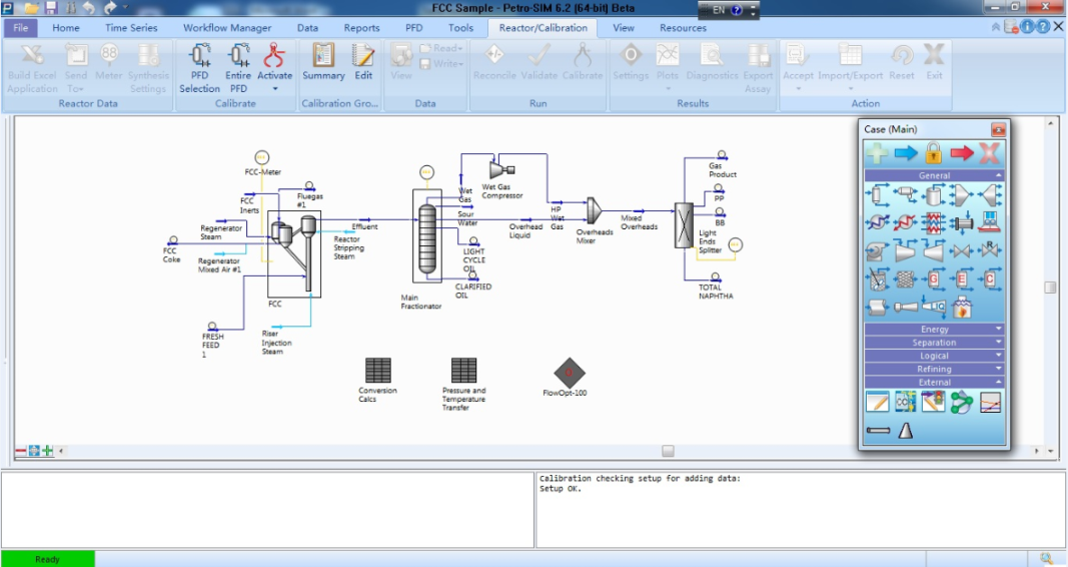 FCC Sample - Petro-SIM 6.2 (64-bit) Beta
EN
File Home Time Series Workflow Manager Data Reports PFD Tools Reactor/Calibration View Resources
Build Excel Application
Send To
Meter
Synthesis Settings
PFD Selection
Entire PFD
Activate
Summary
Edit
View
Read
Write
Reconcile
Validate
Calibrate
Settings
Plots
Diagnostics
Export Assay
Accept
Import/Export
Reset
Exit
Reactor Data
Calibrate
Calibration Gro...
Data
Run
Results
Action
FCC-Meter
FCC
Inerts
Fluegas
#1
Regenerator
Steam
FCC
Coke
Regenerator
Mixed Air #1
Effluent
Reactor
Stripping
Steam
FCC
FRESH
FEED
1
Riser
Injection
Steam
Wet
Gas
Sour
Water
Wet Gas
Compressor
LIGHT
CYCLE
OIL
CLARIFIED
OIL
Main
Fractionator
Overhead
Liquid
HP
Wet
Gas
Overheads
Mixer
Mixed
Overheads
Gas
Product
PP
BB
Light
Ends
Splitter
TOTAL
NAPHTHA
Conversion
Calcs
Pressure and
Temperature
Transfer
FlowOpt-100
Case (Main)
General
Energy
Separation
Logical
Refining
External
Calibration checking setup for adding data:
Setup OK.
Ready